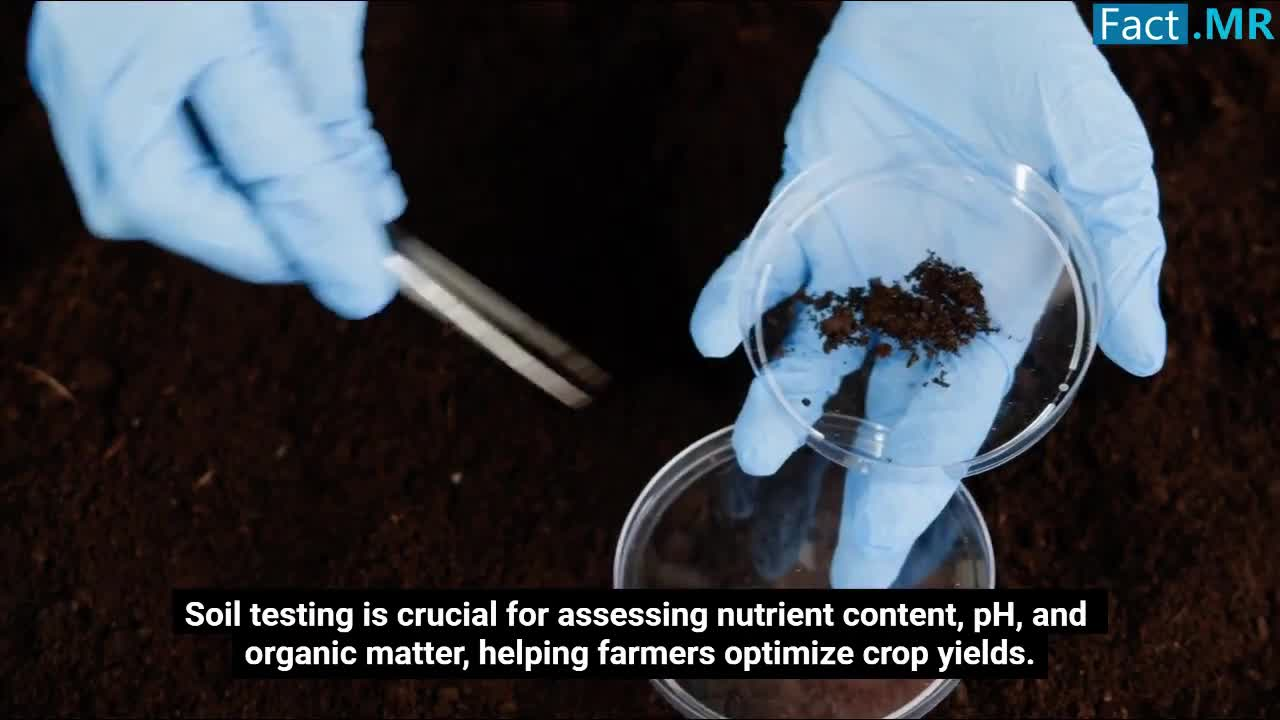 Fact.MR
Soil testing is crucial for assessing nutrient content, pH, and
organic matter, helping farmers optimize crop yields.